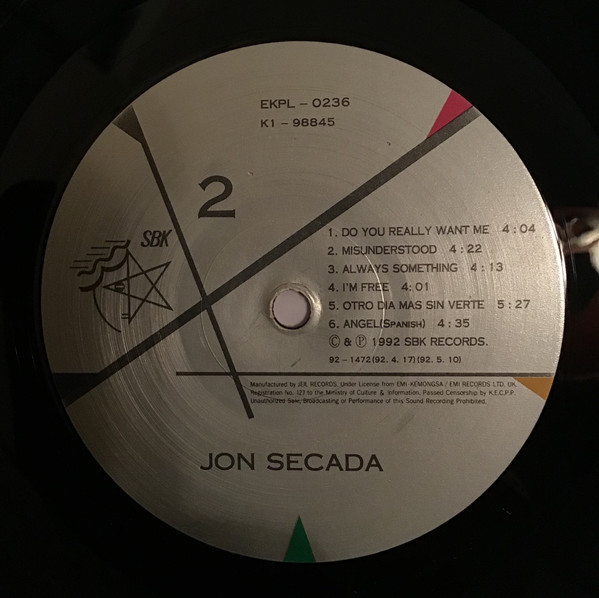 EKPL - 0236
K1 - 98845
2
SBK
1. DO YOU REALLY WANT ME 4:04
2. MISUNDERSTOOD 4:22
3. ALWAYS SOMETHING 4:13
4. I'M FREE 4:01
5. OTRO DIA MAS SIN VERTE 5:27
6. ANGEL(SPANISH) 4:35
© & ℗ 1992 SBK RECORDS.
92-1472(92. 4. 17)(92. 5. 10)
Manufactured by JEIL RECORDS, Under License from EMI KEMONGSA / EMI RECORDS LTD. UK.
Registration No. 127 to the Ministry of Culture & Information. Passed Censorship by K.E.C.P.P.
Unauthorized Sale, Broadcasting or Performance of this Sound Recording Prohibited.
JON SECADA